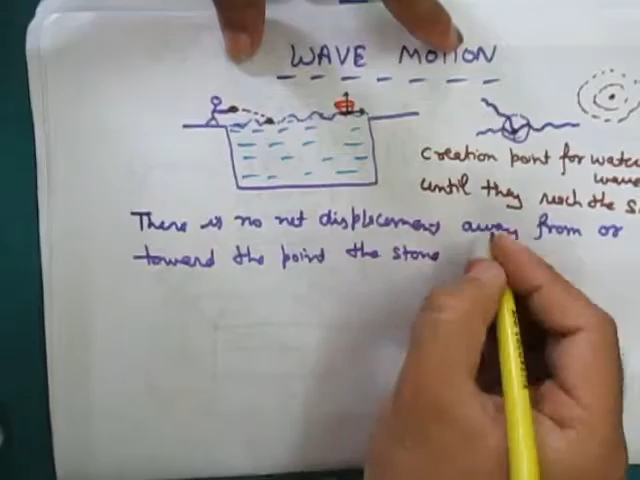 WAVE MOTION
creation point for water
waves
until they reach the s
There is no net displacement away from or
toward the point the stone